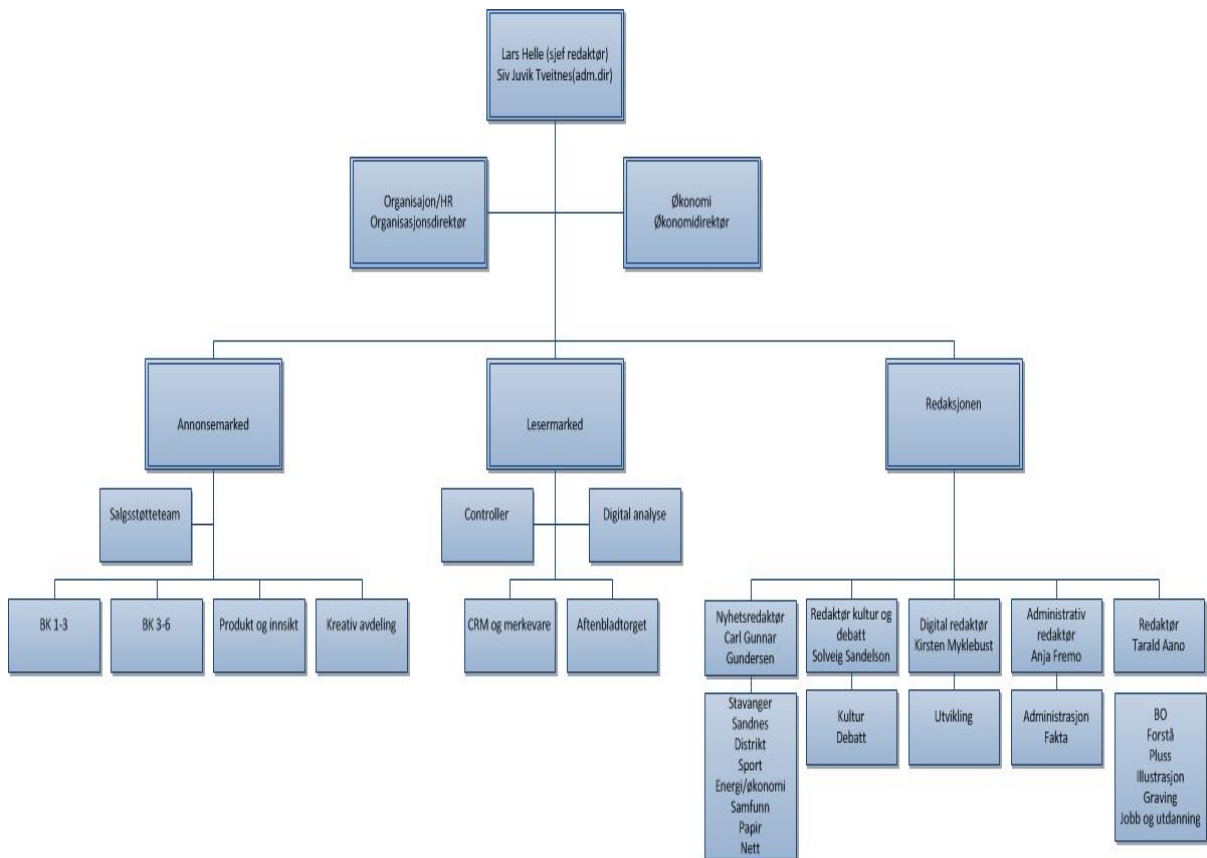 Lars Helle (sjef redaktør)
Siv Juvik Tveitnes(adm.dir)
Organisajon/HR
Organisasjonsdirektør
Økonomi
Økonomidirektør
Annonsemarked
Lesermarked
Redaksjonen
Salgsstøtteteam
Controller
Digital analyse
BK 1-3
BK 3-6
Produkt og innsikt
Kreativ avdeling
CRM og merkevare
Aftenbladtorget
Nyhetsredaktør
Carl Gunnar
Gundersen
Redaktør kultur og
debatt
Solveig Sandelson
Digital redaktør
Kirsten Myklebust
Administrativ
redaktør
Anja Fremo
Redaktør
Tarald Aano
Stavanger
Sandnes
Distrikt
Sport
Energi/økonomi
Samfunn
Papir
Nett
Kultur
Debatt
Utvikling
Administrasjon
Fakta
BO
Forstå
Pluss
Illustrasjon
Graving
Jobb og utdanning